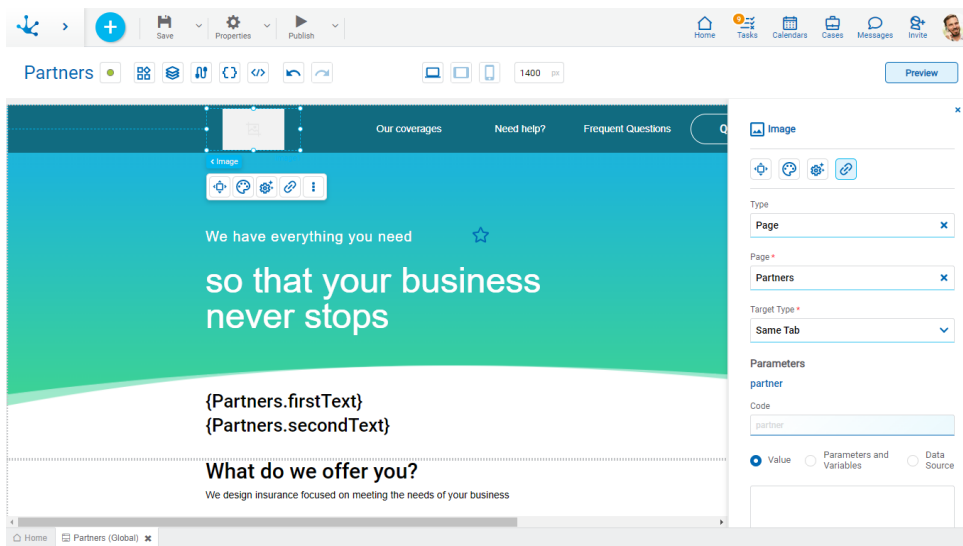 Save
Properties
Publish
Home
9
Tasks
Calendars
Cases
Messages
Invite
Partners
1400 px
Preview
Our coverages
Need help?
Frequent Questions
Image
We have everything you need
so that your business
never stops
{Partners.firstText}
{Partners.secondText}
What do we offer you?
We design insurance focused on meeting the needs of your business
Image
Type
Page
Page *
Partners
Target Type *
Same Tab
Parameters
partner
Code
partner
Value
Parameters and
Variables
Data
Source
Home
Partners (Global)